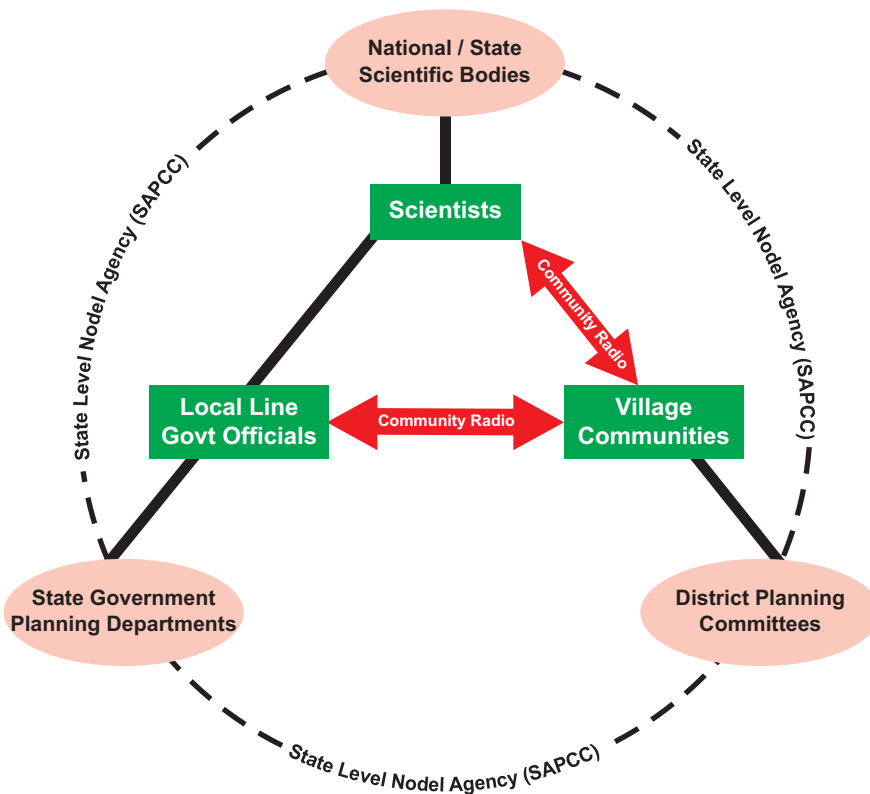 National / State
Scientific Bodies
State Level Nodel Agency (SAPCC)
State Level Nodel Agency (SAPCC)
Scientists
Community Radio
Local Line
Govt Officials
Community Radio
Village
Communities
State Government
Planning Departments
District Planning
Committees
State Level Nodel Agency (SAPCC)